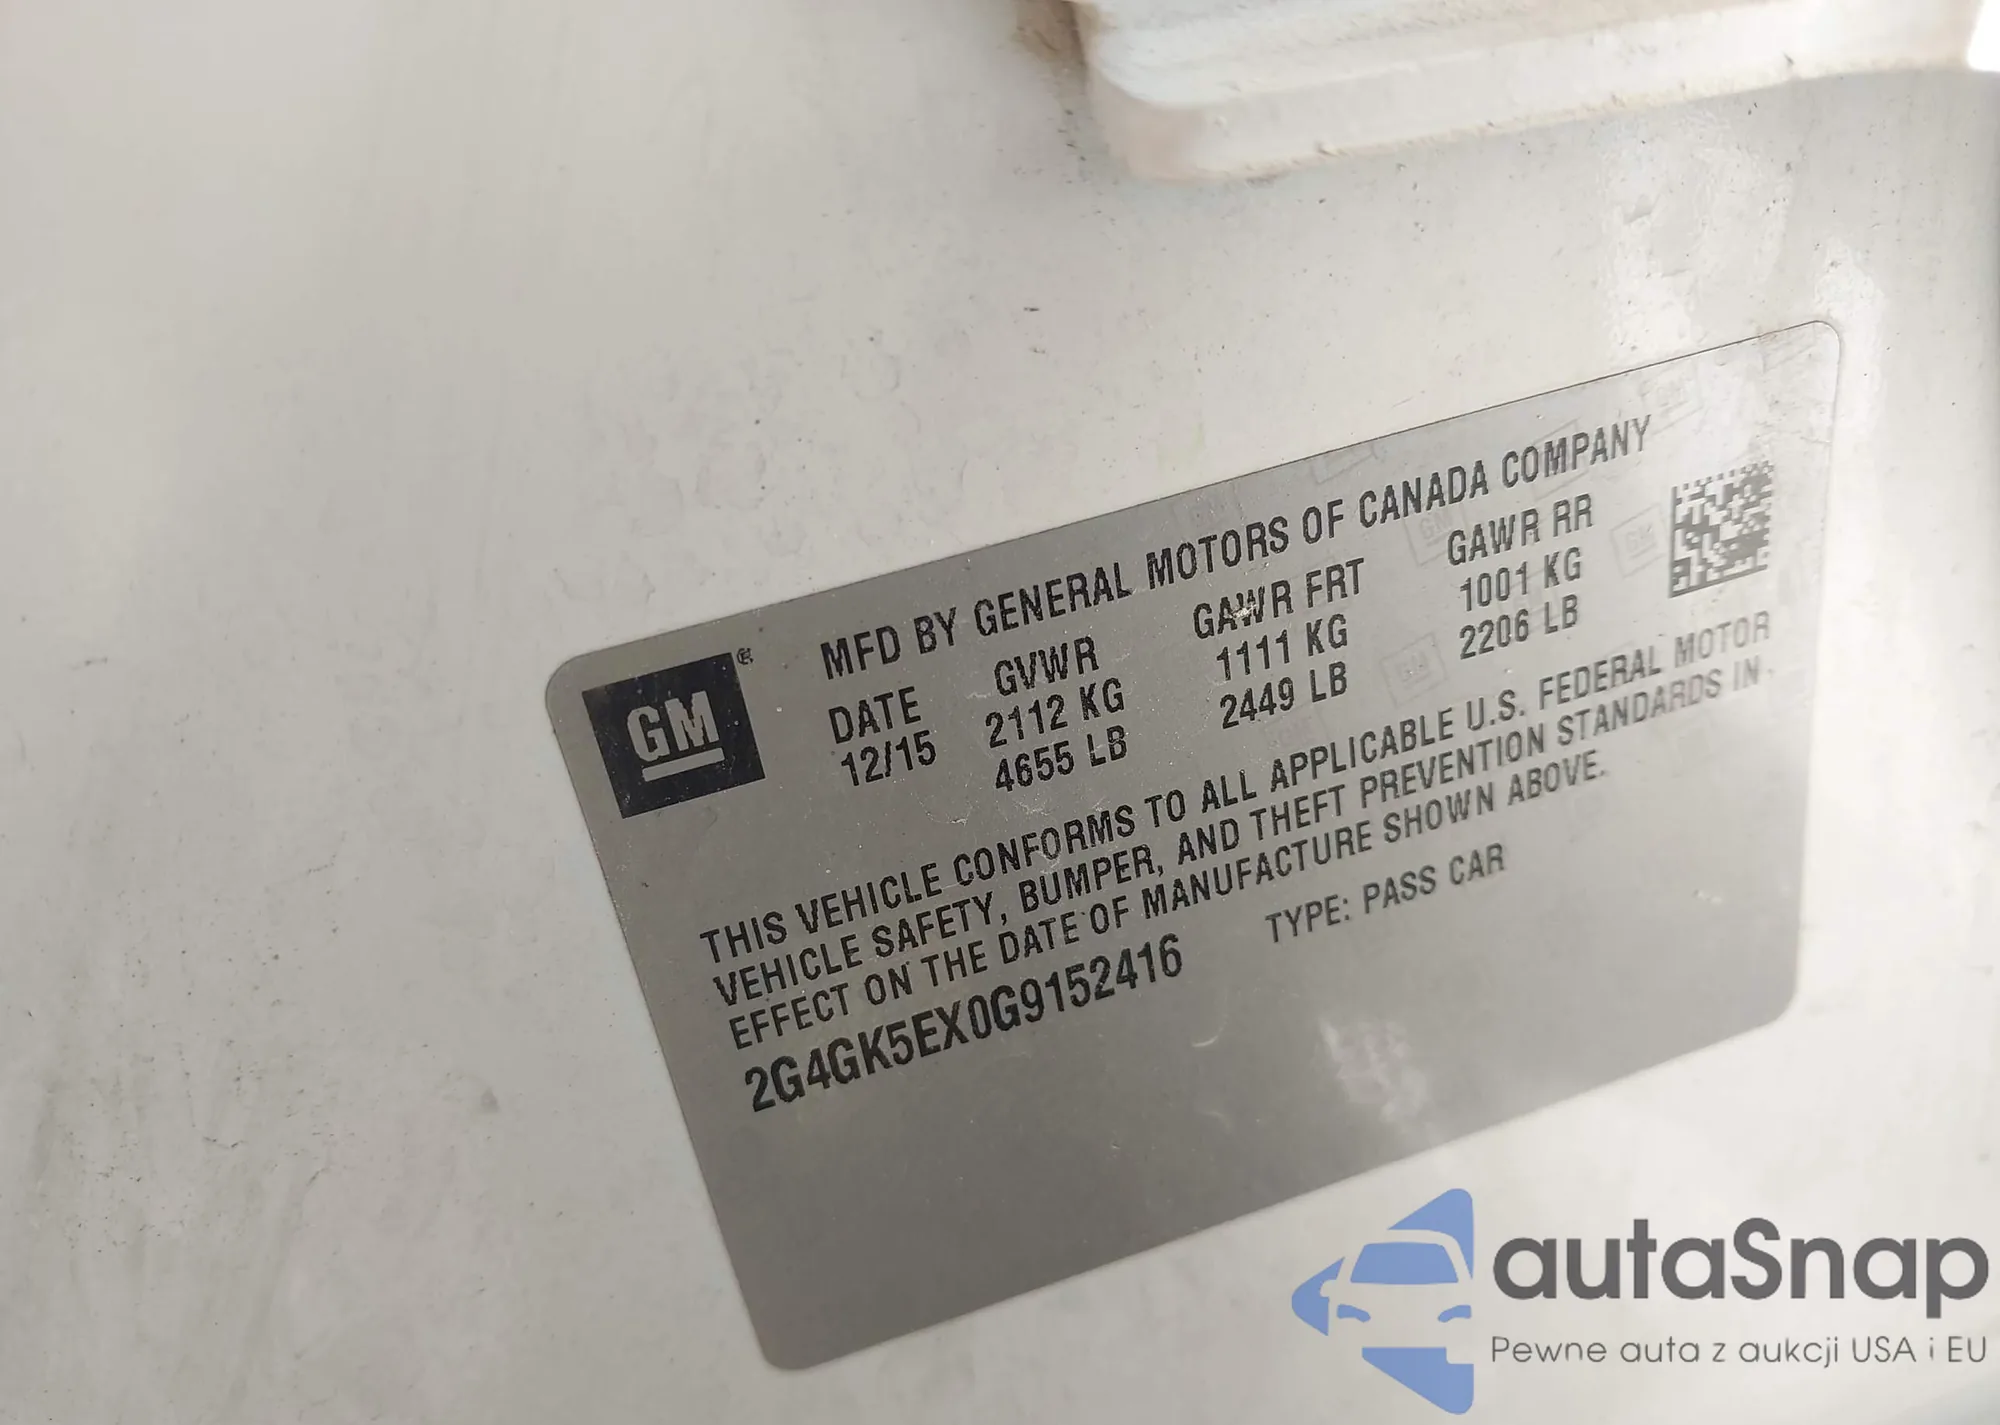 GM ®
MFD BY GENERAL MOTORS OF CANADA COMPANY
DATE GVWR GAWR FRT GAWR RR
12/15 2112 KG 1111 KG 1001 KG
4655 LB 2449 LB 2206 LB
THIS VEHICLE CONFORMS TO ALL APPLICABLE U.S. FEDERAL MOTOR
VEHICLE SAFETY, BUMPER, AND THEFT PREVENTION STANDARDS IN
EFFECT ON THE DATE OF MANUFACTURE SHOWN ABOVE.
2G4GK5EX0G9152416 TYPE: PASS CAR
autaSnap
Pewne auta z aukcji USA i EU